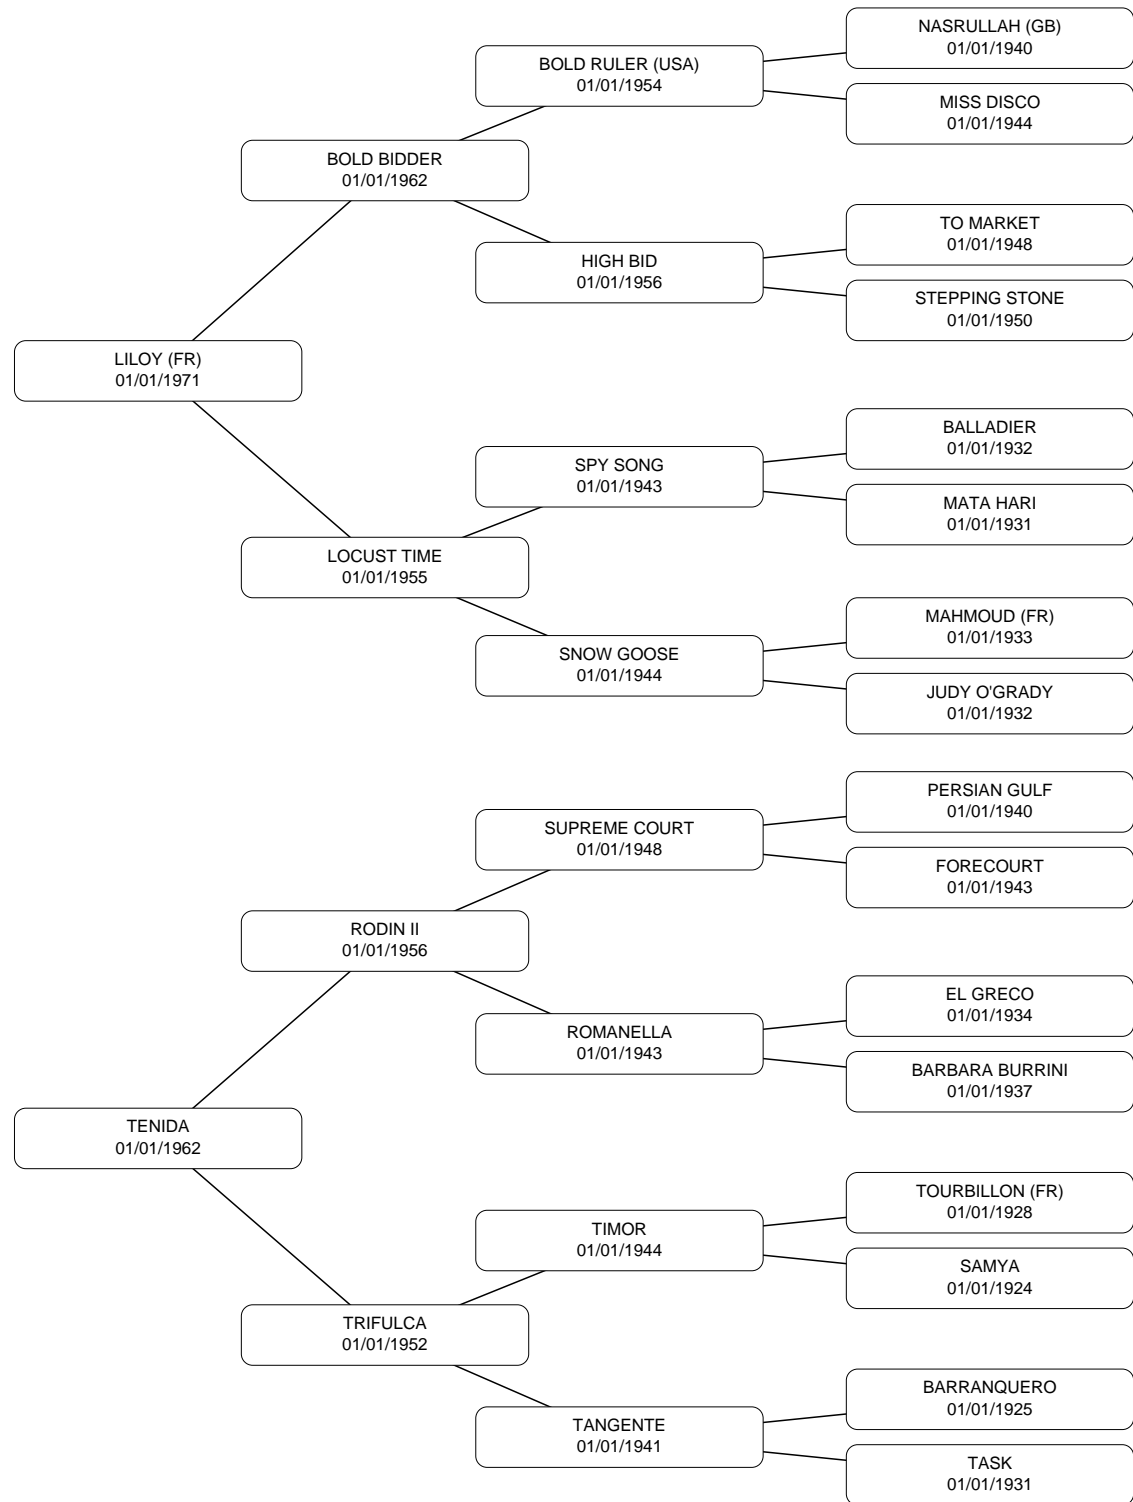 NASRULLAH (GB)
01/01/1940
BOLD RULER (USA)
01/01/1954
MISS DISCO
01/01/1944
BOLD BIDDER
01/01/1962
TO MARKET
01/01/1948
HIGH BID
01/01/1956
STEPPING STONE
01/01/1950
LILOY (FR)
01/01/1971
BALLADIER
01/01/1932
SPY SONG
01/01/1943
MATA HARI
01/01/1931
LOCUST TIME
01/01/1955
MAHMOUD (FR)
01/01/1933
SNOW GOOSE
01/01/1944
JUDY O'GRADY
01/01/1932
PERSIAN GULF
01/01/1940
SUPREME COURT
01/01/1948
FORECOURT
01/01/1943
RODIN II
01/01/1956
EL GRECO
01/01/1934
ROMANELLA
01/01/1943
BARBARA BURRINI
01/01/1937
TENIDA
01/01/1962
TOURBILLON (FR)
01/01/1928
TIMOR
01/01/1944
SAMYA
01/01/1924
TRIFULCA
01/01/1952
BARRANQUERO
01/01/1925
TANGENTE
01/01/1941
TASK
01/01/1931